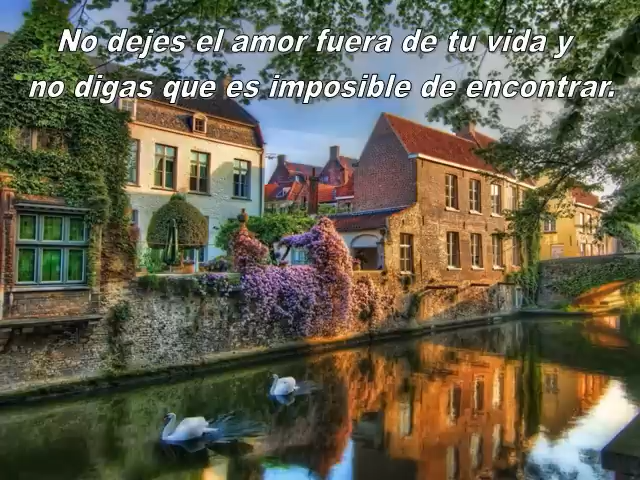 No dejes el amor fuera de tu vida y
no digas que es imposible de encontrar.